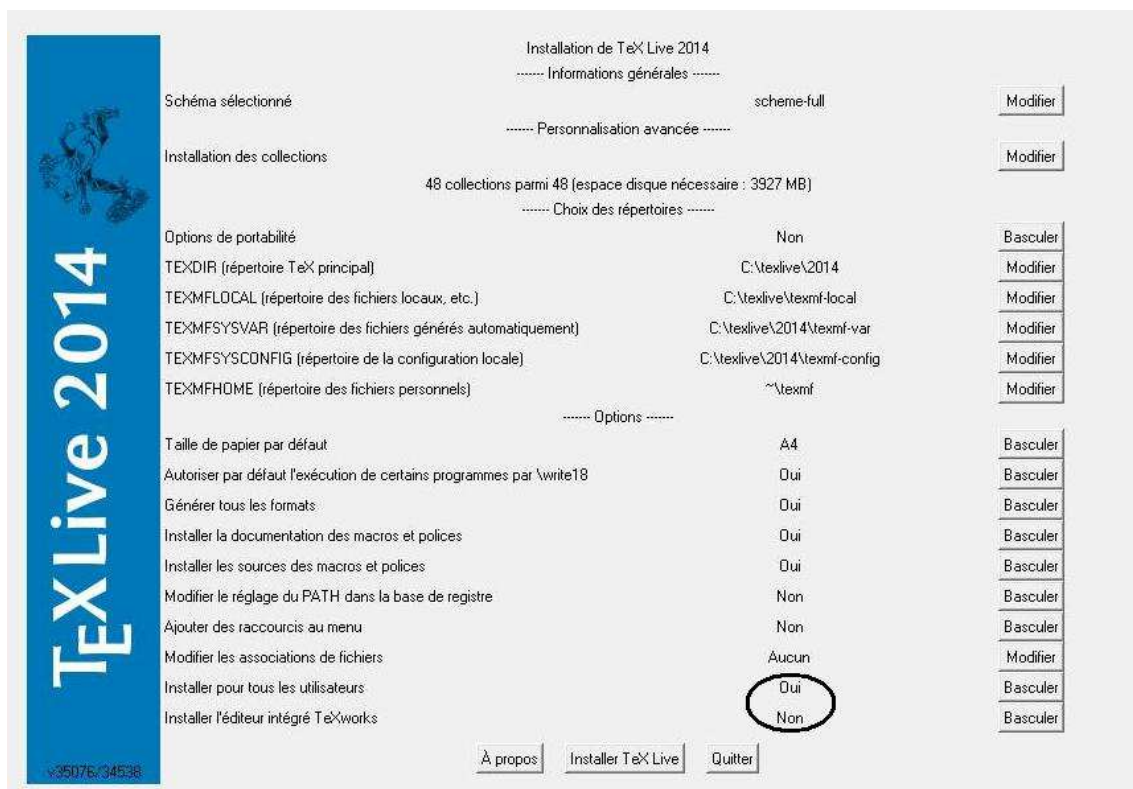 Installation de TeX Live 2014
------- Informations générales -------
Schéma sélectionné scheme-full Modifier
------- Personnalisation avancée -------
Installation des collections Modifier
48 collections parmi 48 (espace disque nécessaire : 3927 MB)
------- Choix des répertoires -------
Options de portabilité Non Basculer
TEXDIR (répertoire TeX principal) C:\texlive\2014 Modifier
TEXMFLOCAL (répertoire des fichiers locaux, etc.) C:\texlive\texmf-local Modifier
TEXMFSYSVAR (répertoire des fichiers générés automatiquement) C:\texlive\2014\texmf-var Modifier
TEXMFSYSCONFIG (répertoire de la configuration locale) C:\texlive\2014\texmf-config Modifier
TEXMFHOME (répertoire des fichiers personnels) ~\texmf Modifier
------- Options -------
Taille de papier par défaut A4 Basculer
Autoriser par défaut l'exécution de certains programmes par \write18 Oui Basculer
Générer tous les formats Oui Basculer
Installer la documentation des macros et polices Oui Basculer
Installer les sources des macros et polices Oui Basculer
Modifier le réglage du PATH dans la base de registre Non Basculer
Ajouter des raccourcis au menu Non Basculer
Modifier les associations de fichiers Aucun Modifier
Installer pour tous les utilisateurs Oui Basculer
Installer l'éditeur intégré TeXworks Non Basculer
À propos Installer TeX Live Quitter
TEXLive 2014
v35076/34538